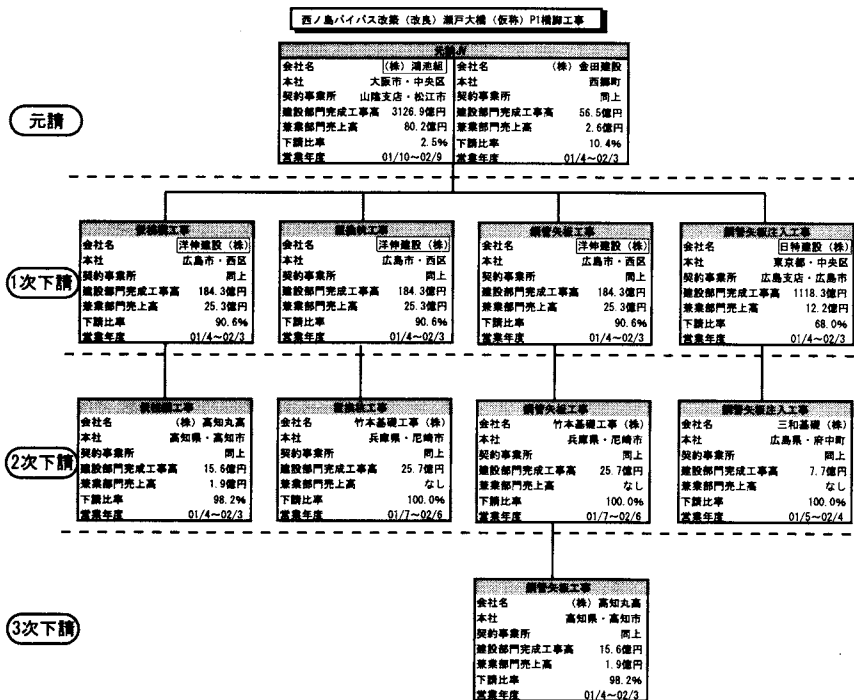 西ノ島バイパス改築（改良）瀬戸大橋（仮称）P1橋脚工事
元請
元請JV
会社名 （株）鴻池組
本社 大阪市・中央区
契約事業所 山陰支店・松江市
建設部門完成工事高 3126.9億円
兼業部門売上高 80.2億円
下請比率 2.5%
営業年度 01/10～02/9
会社名 （株）金田建設
本社 西郷町
契約事業所 同上
建設部門完成工事高 56.5億円
兼業部門売上高 2.6億円
下請比率 10.4%
営業年度 01/4～02/3
1次下請
会社名 洋伸建設（株）
本社 広島市・西区
契約事業所 同上
建設部門完成工事高 184.3億円
兼業部門売上高 25.3億円
下請比率 90.6%
営業年度 01/4～02/3
会社名 洋伸建設（株）
本社 広島市・西区
契約事業所 同上
建設部門完成工事高 184.3億円
兼業部門売上高 25.3億円
下請比率 90.6%
営業年度 01/4～02/3
鋼管矢板工事
会社名 洋伸建設（株）
本社 広島市・西区
契約事業所 同上
建設部門完成工事高 184.3億円
兼業部門売上高 25.3億円
下請比率 90.6%
営業年度 01/4～02/3
鋼管矢板注入工事
会社名 日特建設（株）
本社 東京都・中央区
契約事業所 広島支店・広島市
建設部門完成工事高 1118.3億円
兼業部門売上高 12.2億円
下請比率 68.0%
営業年度 01/4～02/3
2次下請
会社名 （株）高知丸高
本社 高知県・高知市
契約事業所 同上
建設部門完成工事高 15.6億円
兼業部門売上高 1.9億円
下請比率 98.2%
営業年度 01/4～02/3
会社名 竹本基礎工事（株）
本社 兵庫県・尼崎市
契約事業所 同上
建設部門完成工事高 25.7億円
兼業部門売上高 なし
下請比率 100.0%
営業年度 01/7～02/6
鋼管矢板工事
会社名 竹本基礎工事（株）
本社 兵庫県・尼崎市
契約事業所 同上
建設部門完成工事高 25.7億円
兼業部門売上高 なし
下請比率 100.0%
営業年度 01/7～02/6
鋼管矢板注入工事
会社名 三和基礎（株）
本社 広島県・府中町
契約事業所 同上
建設部門完成工事高 7.7億円
兼業部門売上高 なし
下請比率 100.0%
営業年度 01/5～02/4
3次下請
鋼管矢板工事
会社名 （株）高知丸高
本社 高知県・高知市
契約事業所 同上
建設部門完成工事高 15.6億円
兼業部門売上高 1.9億円
下請比率 98.2%
営業年度 01/4～02/3